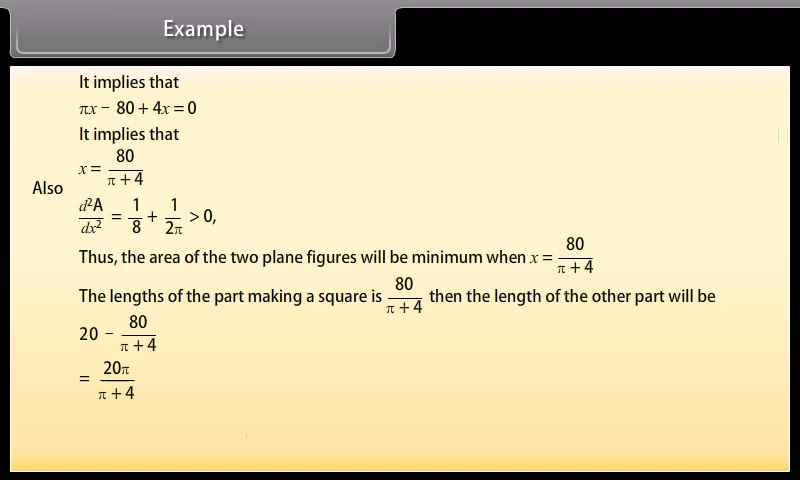 Example
It implies that
πx − 80 + 4x = 0
It implies that
x = 80/(π + 4)
Also
d²A/dx² = 1/8 + 1/2π > 0,
Thus, the area of the two plane figures will be minimum when x = 80/(π + 4)
The lengths of the part making a square is 80/(π + 4) then the length of the other part will be
20 − 80/(π + 4)
= 20π/(π + 4)